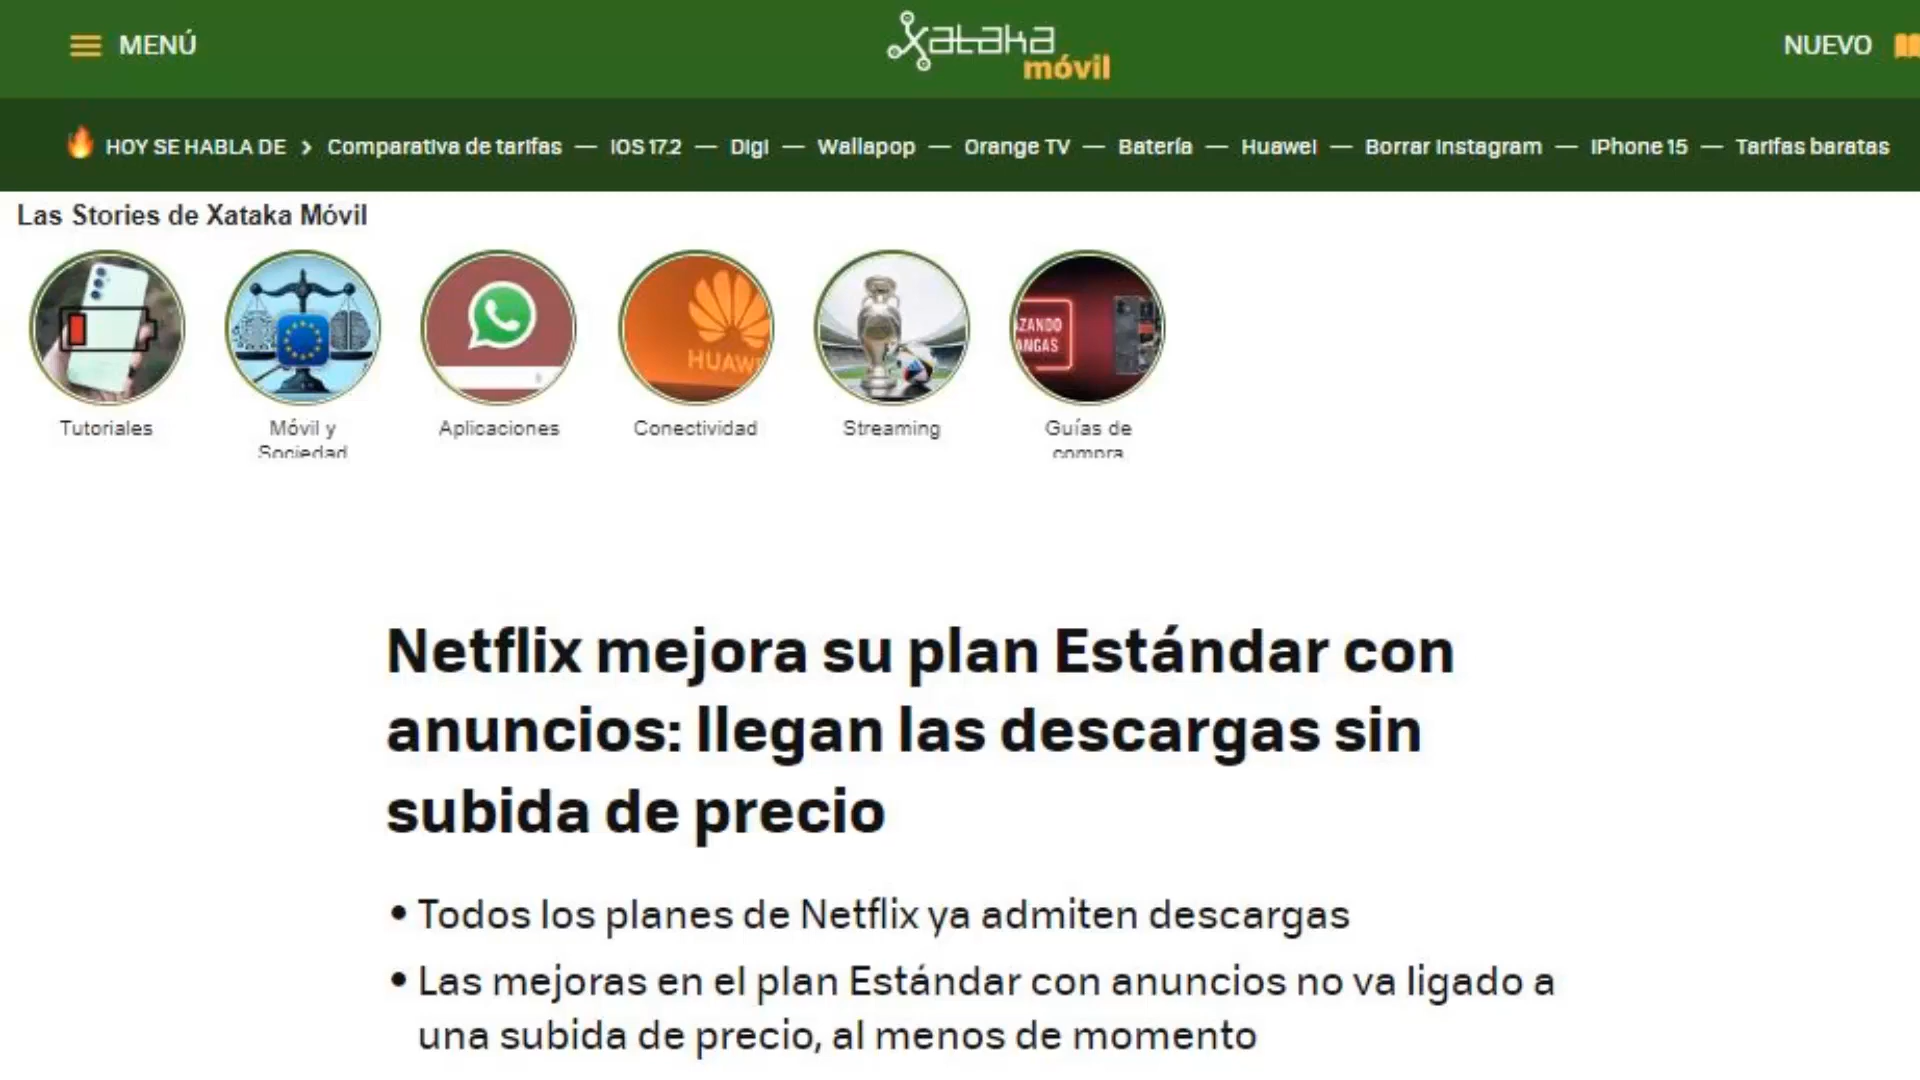 MENÚ
xataka
móvil
NUEVO
HOY SE HABLA DE > Comparativa de tarifas — iOS 17.2 — Digi — Wallapop — Orange TV — Batería — Huawei — Borrar Instagram — iPhone 15 — Tarifas baratas
Las Stories de Xataka Móvil
ZANDO
ANGAS
HUAW
Tutoriales
Móvil y
Sociedad
Aplicaciones
Conectividad
Streaming
Guías de
compra
Netflix mejora su plan Estándar con
anuncios: llegan las descargas sin
subida de precio
• Todos los planes de Netflix ya admiten descargas
• Las mejoras en el plan Estándar con anuncios no va ligado a
una subida de precio, al menos de momento